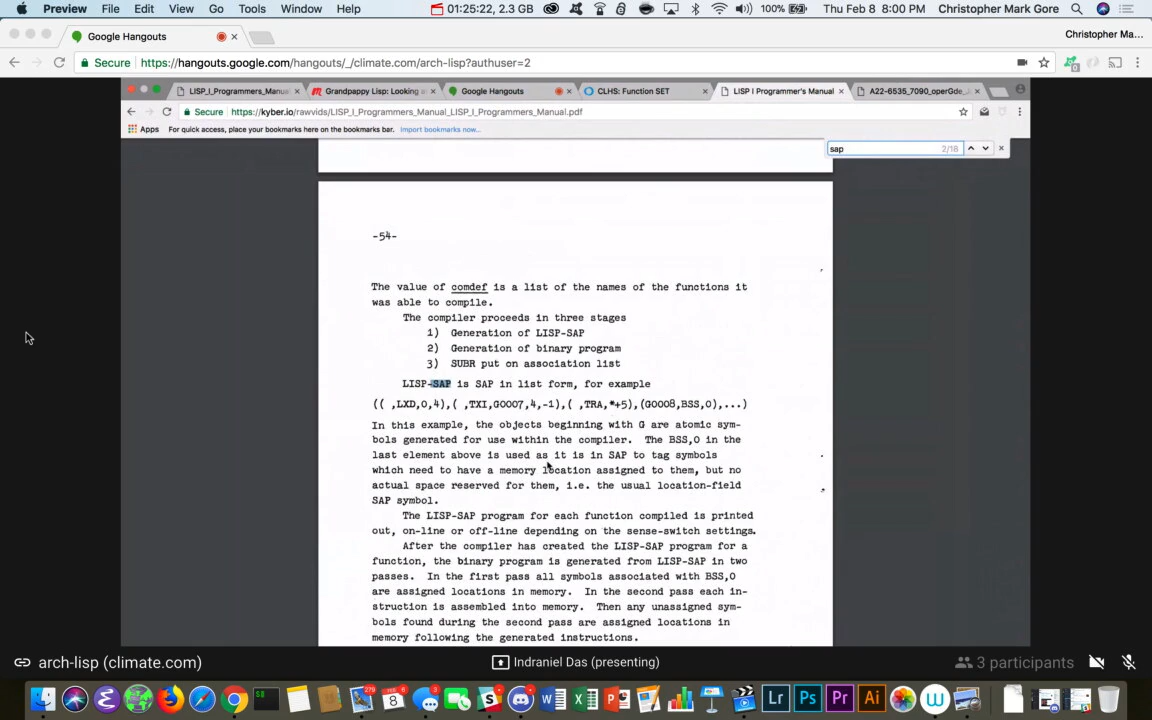 Preview File Edit View Go Tools Window Help 01:25:22, 2.3 GB 100% Thu Feb 8 8:00 PM Christopher Mark Gore
Google Hangouts Christopher Ma...
Secure https://hangouts.google.com/hangouts/_/climate.com/arch-lisp?authuser=2
LISP_I_Programmers_Manu Grandpappy Lisp: Looking a Google Hangouts CLHS: Function SET LISP I Programmer's Manual A22-6535_7090_operGde_
Secure https://kyber.io/rawvids/LISP_I_Programmers_Manual_LISP_I_Programmers_Manual.pdf
Apps For quick access, place your bookmarks here on the bookmarks bar. Import bookmarks now...
sap 2/18
-54-
The value of comdef is a list of the names of the functions it
was able to compile.
The compiler proceeds in three stages
1) Generation of LISP-SAP
2) Generation of binary program
3) SUBR put on association list
LISP-SAP is SAP in list form, for example
(( ,LXD,0,4),( ,TXI,G0007,4,-1),( ,TRA,*+5),(G0008,BSS,0),...)
In this example, the objects beginning with G are atomic sym-
bols generated for use within the compiler. The BSS,0 in the
last element above is used as it is in SAP to tag symbols
which need to have a memory location assigned to them, but no
actual space reserved for them, i.e. the usual location-field
SAP symbol.
The LISP-SAP program for each function compiled is printed
out, on-line or off-line depending on the sense-switch settings.
After the compiler has created the LISP-SAP program for a
function, the binary program is generated from LISP-SAP in two
passes. In the first pass all symbols associated with BSS,0
are assigned locations in memory. In the second pass each in-
struction is assembled into memory. Then any unassigned sym-
bols found during the second pass are assigned locations in
memory following the generated instructions.
arch-lisp (climate.com) Indraniel Das (presenting) 3 participants